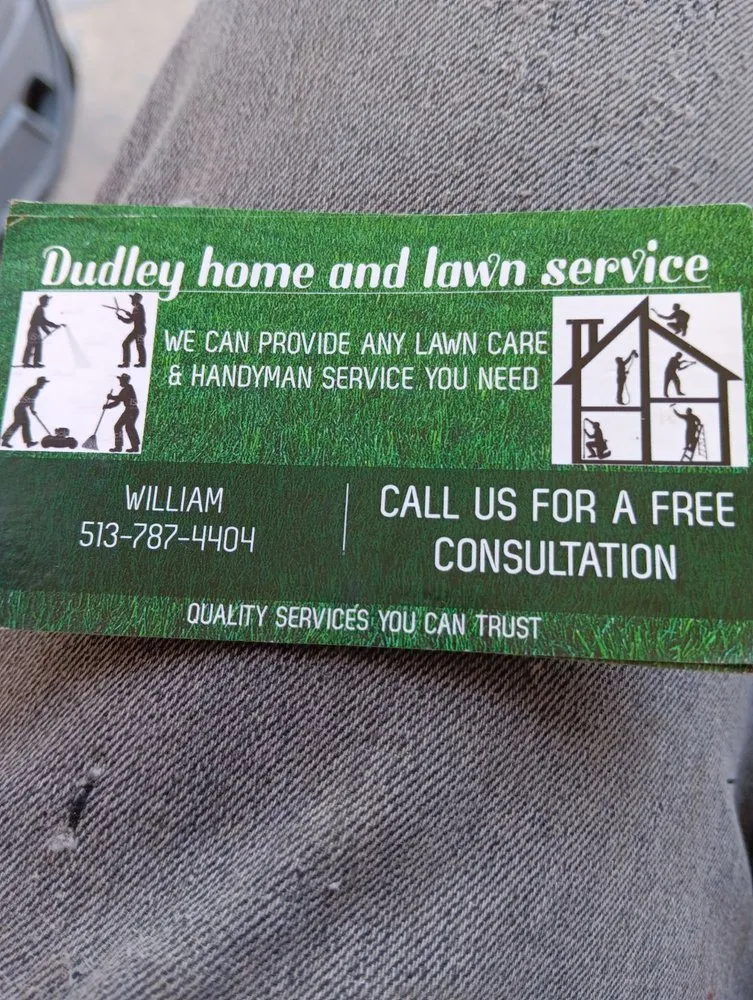 Dudley home and lawn service
WE CAN PROVIDE ANY LAWN CARE
& HANDYMAN SERVICE YOU NEED
WILLIAM
513-787-4404
CALL US FOR A FREE
CONSULTATION
QUALITY SERVICES YOU CAN TRUST